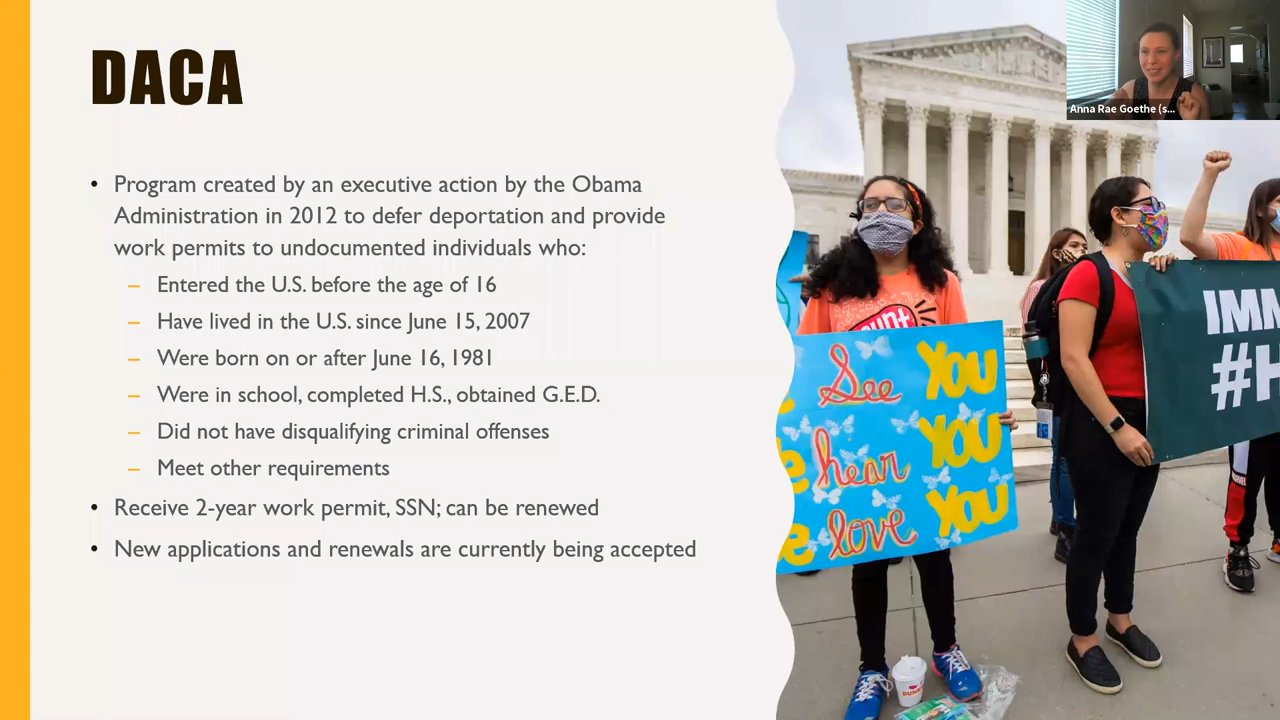 DACA
• Program created by an executive action by the Obama
Administration in 2012 to defer deportation and provide
work permits to undocumented individuals who:
– Entered the U.S. before the age of 16
– Have lived in the U.S. since June 15, 2007
– Were born on or after June 16, 1981
– Were in school, completed H.S., obtained G.E.D.
– Did not have disqualifying criminal offenses
– Meet other requirements
• Receive 2-year work permit, SSN; can be renewed
• New applications and renewals are currently being accepted
Anna Rae Goethe (s...
See YOU
hear YOU
love YOU
IMM
#H